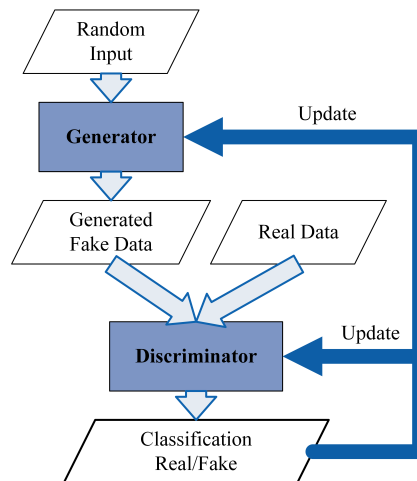 Random
Input
Update
Generator
Generated
Fake Data
Real Data
Update
Discriminator
Classification
Real/Fake